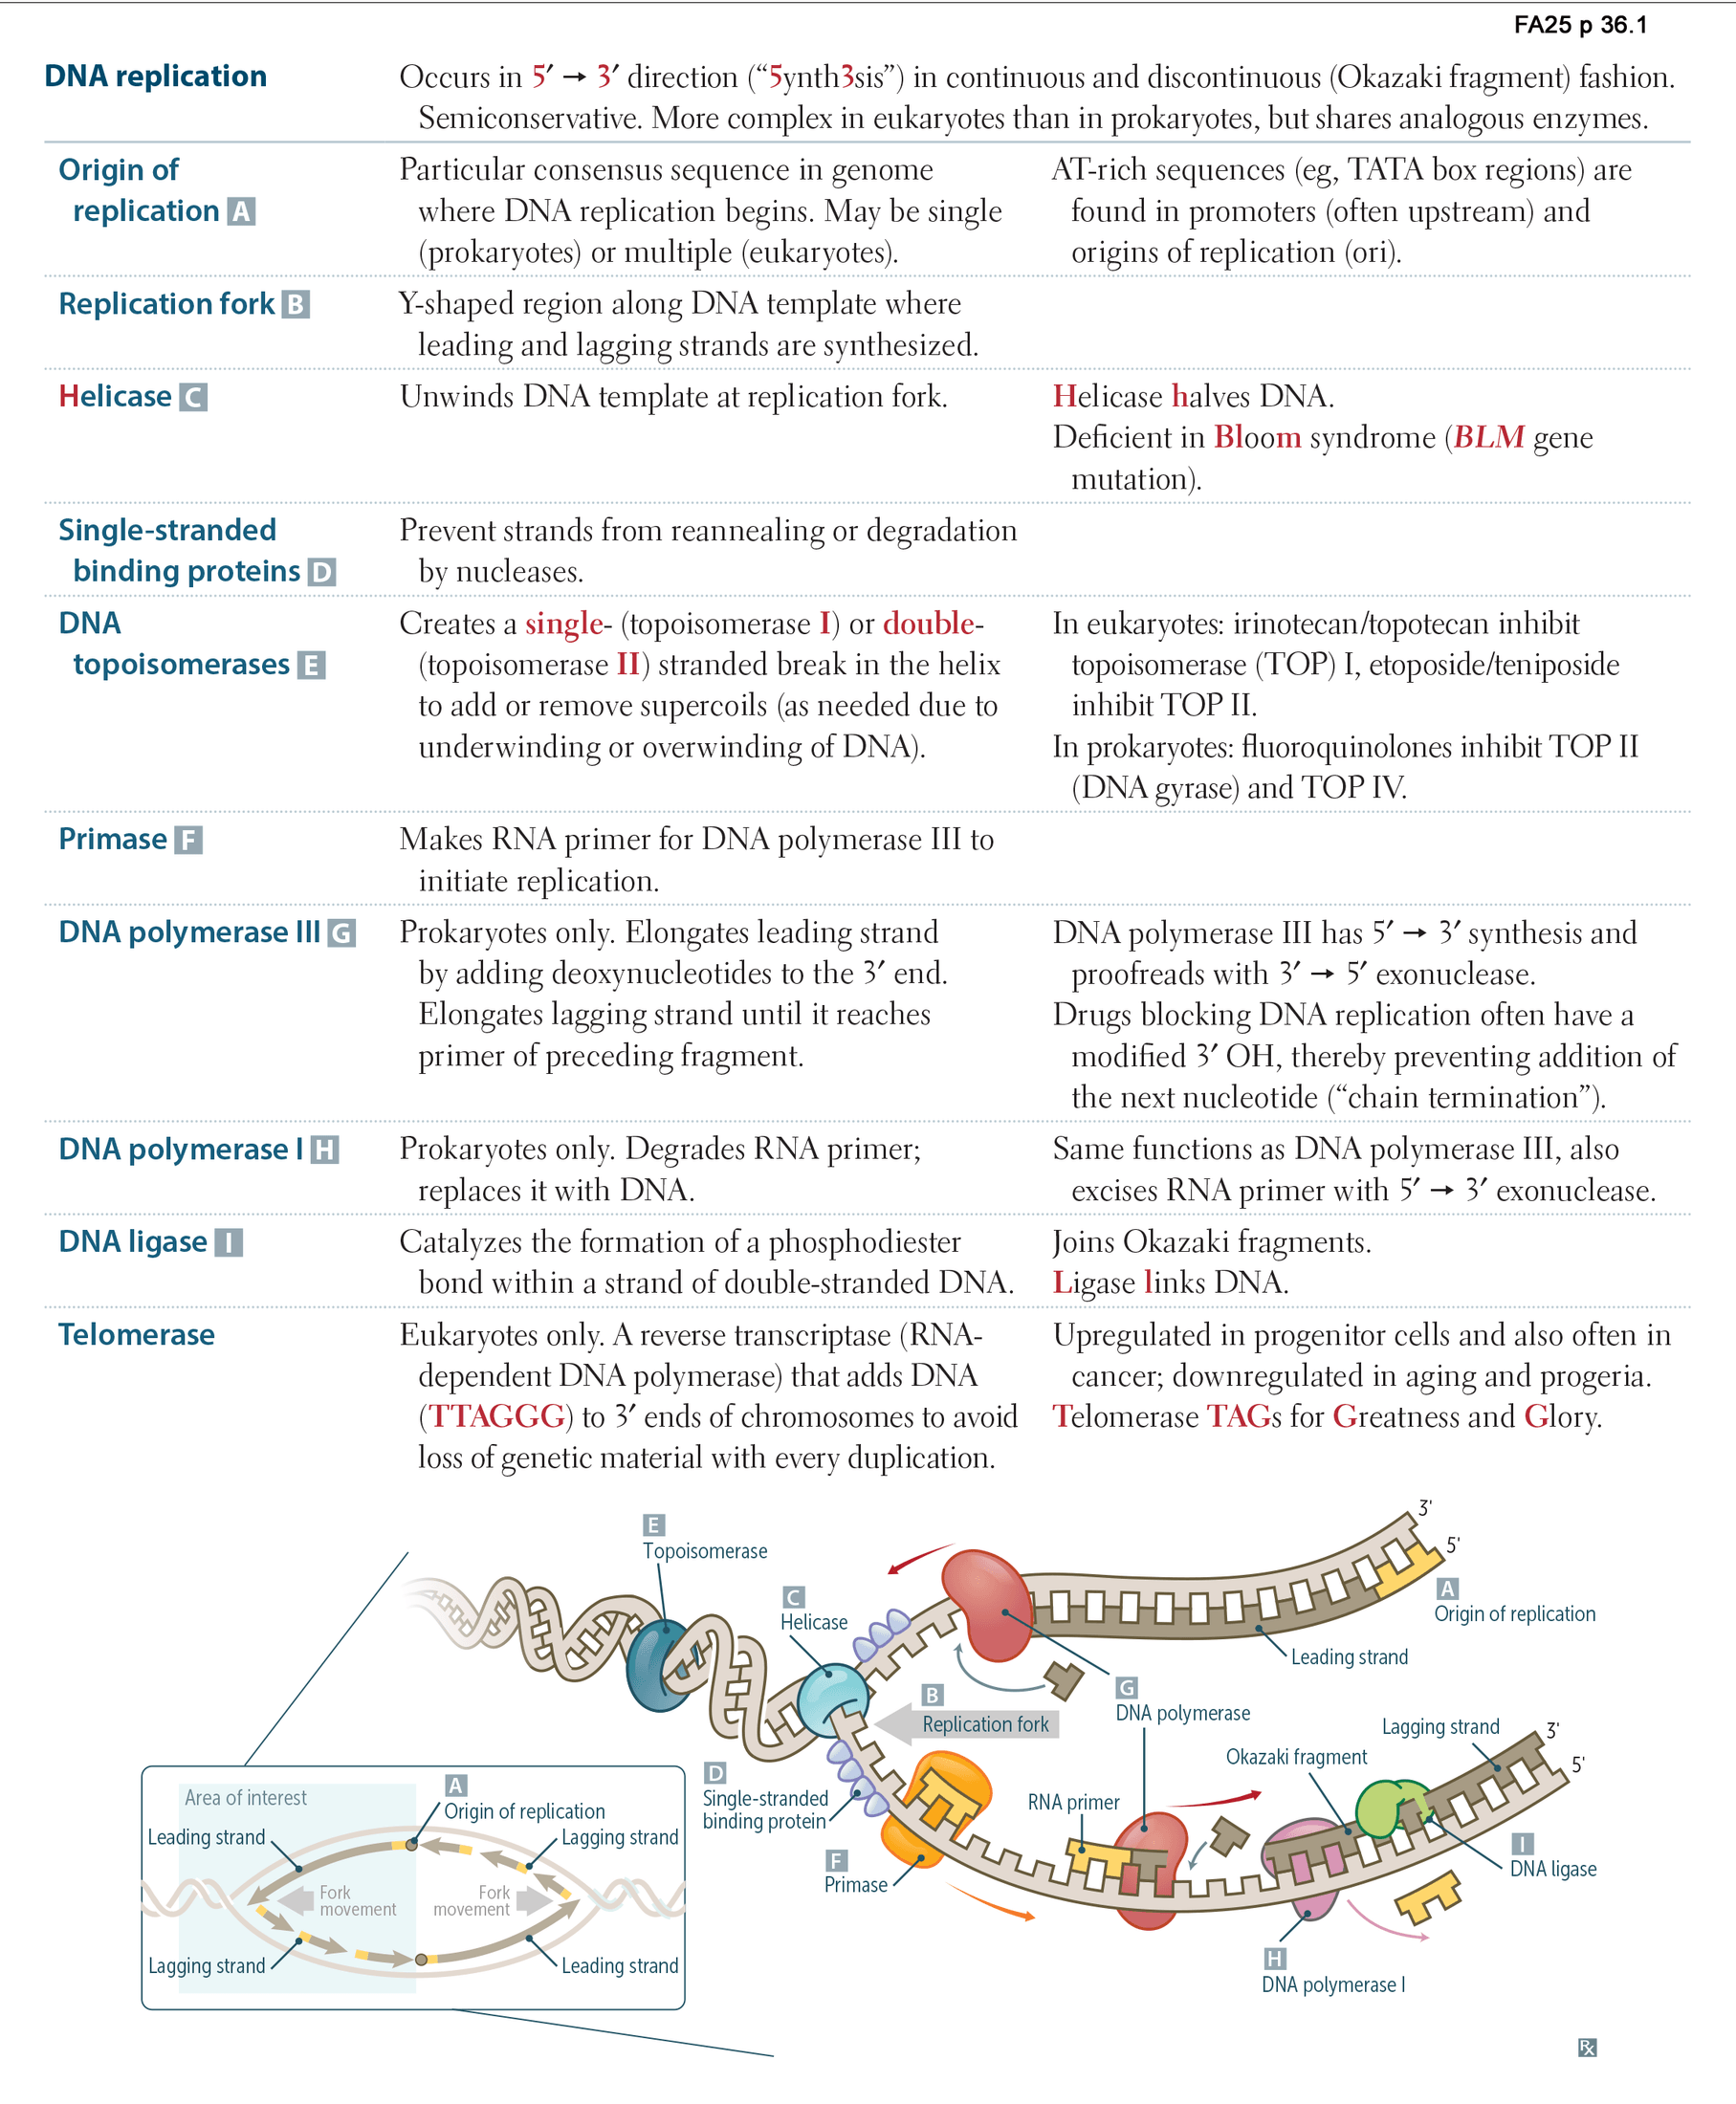 FA25 p 36.1
DNA replication
Occurs in 5′ → 3′ direction (“5ynth3sis”) in continuous and discontinuous (Okazaki fragment) fashion.
Semiconservative. More complex in eukaryotes than in prokaryotes, but shares analogous enzymes.
Origin of
replication A
Particular consensus sequence in genome
where DNA replication begins. May be single
(prokaryotes) or multiple (eukaryotes).
AT-rich sequences (eg, TATA box regions) are
found in promoters (often upstream) and
origins of replication (ori).
Replication fork B
Y-shaped region along DNA template where
leading and lagging strands are synthesized.
Helicase C
Unwinds DNA template at replication fork.
Helicase halves DNA.
Deficient in Bloom syndrome (BLM gene
mutation).
Single-stranded
binding proteins D
Prevent strands from reannealing or degradation
by nucleases.
DNA
topoisomerases E
Creates a single- (topoisomerase I) or double-
(topoisomerase II) stranded break in the helix
to add or remove supercoils (as needed due to
underwinding or overwinding of DNA).
In eukaryotes: irinotecan/topotecan inhibit
topoisomerase (TOP) I, etoposide/teniposide
inhibit TOP II.
In prokaryotes: fluoroquinolones inhibit TOP II
(DNA gyrase) and TOP IV.
Primase F
Makes RNA primer for DNA polymerase III to
initiate replication.
DNA polymerase III G
Prokaryotes only. Elongates leading strand
by adding deoxynucleotides to the 3′ end.
Elongates lagging strand until it reaches
primer of preceding fragment.
DNA polymerase III has 5′ → 3′ synthesis and
proofreads with 3′ → 5′ exonuclease.
Drugs blocking DNA replication often have a
modified 3′ OH, thereby preventing addition of
the next nucleotide (“chain termination”).
DNA polymerase I H
Prokaryotes only. Degrades RNA primer;
replaces it with DNA.
Same functions as DNA polymerase III, also
excises RNA primer with 5′ → 3′ exonuclease.
DNA ligase I
Catalyzes the formation of a phosphodiester
bond within a strand of double-stranded DNA.
Joins Okazaki fragments.
Ligase links DNA.
Telomerase
Eukaryotes only. A reverse transcriptase (RNA-
dependent DNA polymerase) that adds DNA
(TTAGGG) to 3′ ends of chromosomes to avoid
loss of genetic material with every duplication.
Upregulated in progenitor cells and also often in
cancer; downregulated in aging and progeria.
Telomerase TAGs for Greatness and Glory.
3'
5'
E
Topoisomerase
C
Helicase
A
Origin of replication
Leading strand
B
Replication fork
G
DNA polymerase
Lagging strand
3'
5'
Okazaki fragment
D
Single-stranded
binding protein
RNA primer
F
Primase
I
DNA ligase
H
DNA polymerase I
Area of interest
A
Origin of replication
Leading strand
Lagging strand
Fork
movement
Fork
movement
Lagging strand
Leading strand
Rx